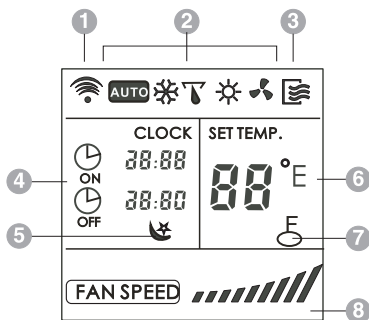 1 2 3
AUTO
CLOCK SET TEMP.
ON 88:88
OFF 88:80
88°E
4 5 6 7 8
FAN SPEED